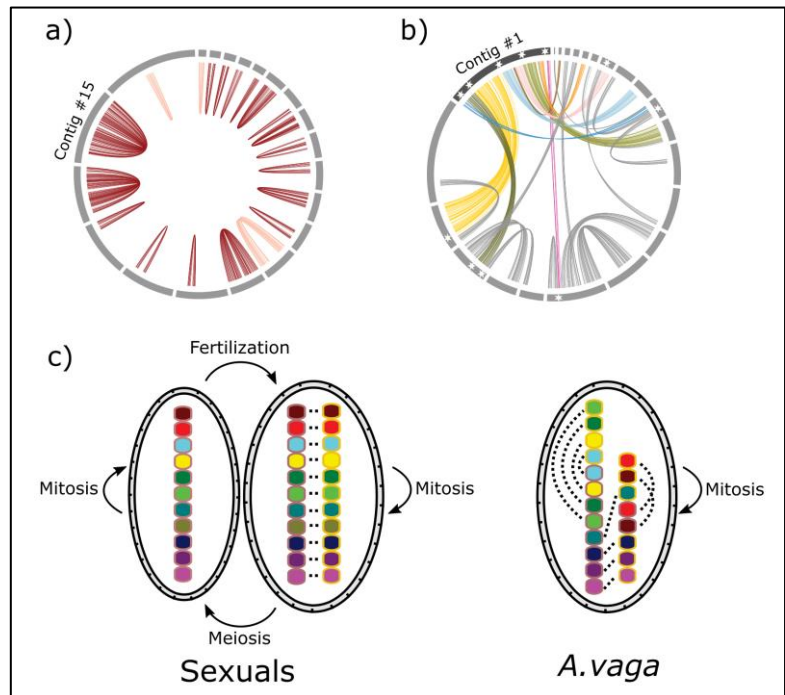 a)
Contig #15
b)
Contig #1
c)
Fertilization
Mitosis
Mitosis
Mitosis
Meiosis
Sexuals
A.vaga